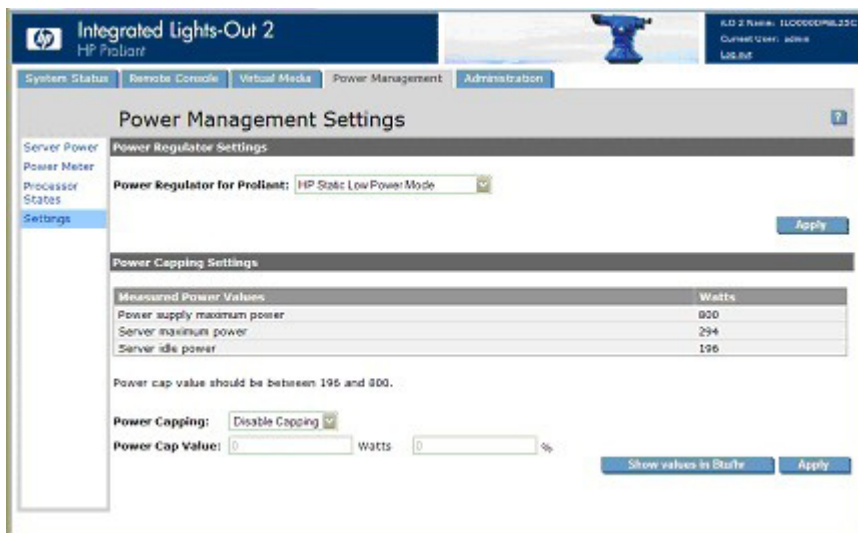 hp
Integrated Lights-Out 2
HP ProLiant
Current User: admin
Log out
System Status
Remote Console
Virtual Media
Power Management
Administration
Power Management Settings
?
Server Power
Power Meter
Processor States
Settings
Power Regulator Settings
Power Regulator for Proliant: HP Static Low Power Mode
Apply
Power Capping Settings
Measured Power Values Watts
Power supply maximum power 800
Server maximum power 294
Server idle power 196
Power cap value should be between 196 and 800.
Power Capping: Disable Capping
Power Cap Value: 0 Watts 0 %
Show values in Btu/hr
Apply